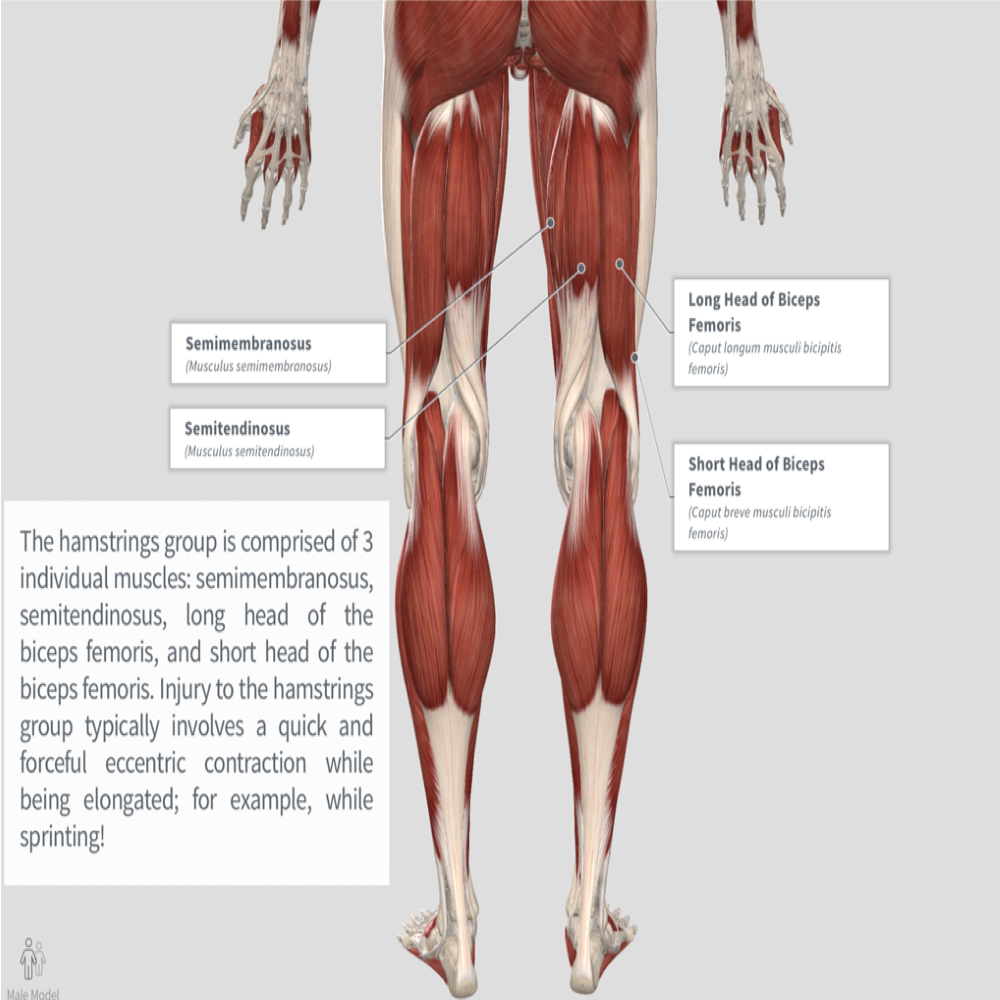 Semimembranosus
(Musculus semimembranosus)
Semitendinosus
(Musculus semitendinosus)
Long Head of Biceps
Femoris
(Caput longum musculi bicipitis
femoris)
Short Head of Biceps
Femoris
(Caput breve musculi bicipitis
femoris)
The hamstrings group is comprised of 3
individual muscles: semimembranosus,
semitendinosus, long head of the
biceps femoris, and short head of the
biceps femoris. Injury to the hamstrings
group typically involves a quick and
forceful eccentric contraction while
being elongated; for example, while
sprinting!
Male Model